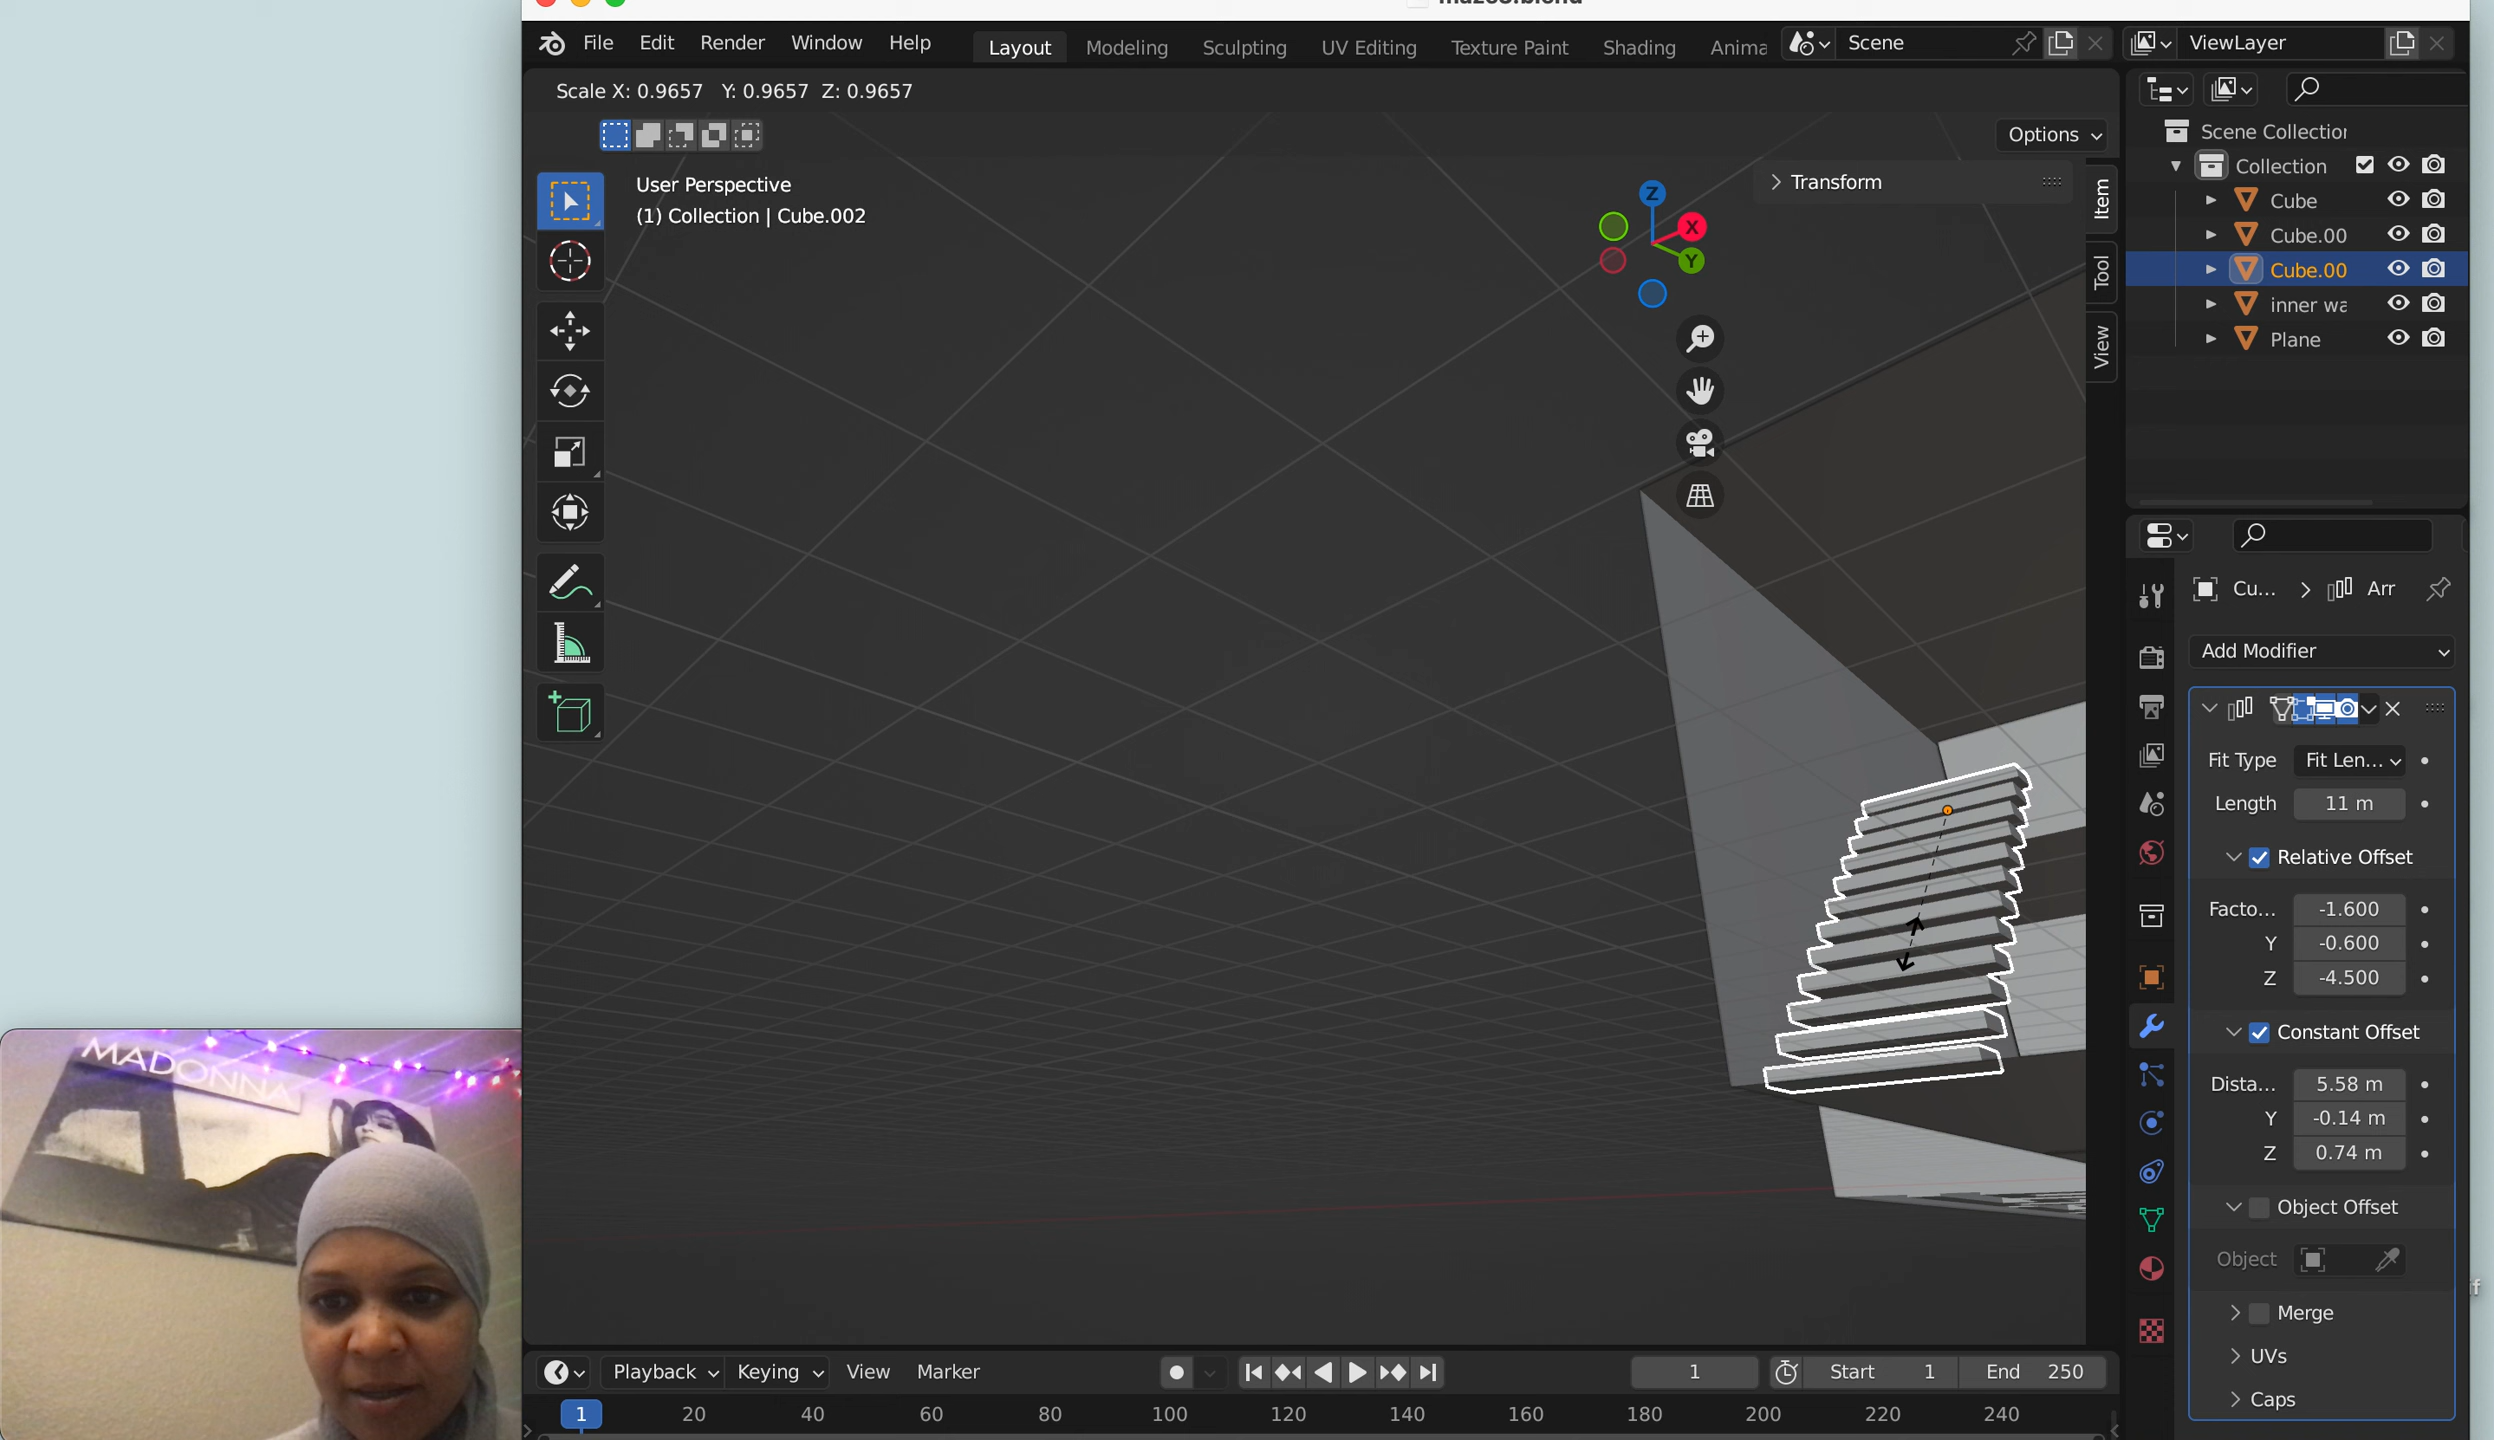 File Edit Render Window Help Layout Modeling Sculpting UV Editing Texture Paint Shading Anima Scene ViewLayer
Scale X: 0.9657 Y: 0.9657 Z: 0.9657
Options
User Perspective
(1) Collection | Cube.002
Transform
Z
X
Y
Item
Tool
View
Scene Collection
Collection
Cube
Cube.00
Cube.00
inner wa
Plane
Cu... > Arr
Add Modifier
Fit Type Fit Len...
Length 11 m
Relative Offset
Facto... -1.600
Y -0.600
Z -4.500
Constant Offset
Dista... 5.58 m
Y -0.14 m
Z 0.74 m
Object Offset
Object
Merge
UVs
Caps
MADONNA
Playback Keying View Marker 1 Start 1 End 250
1 20 40 60 80 100 120 140 160 180 200 220 240